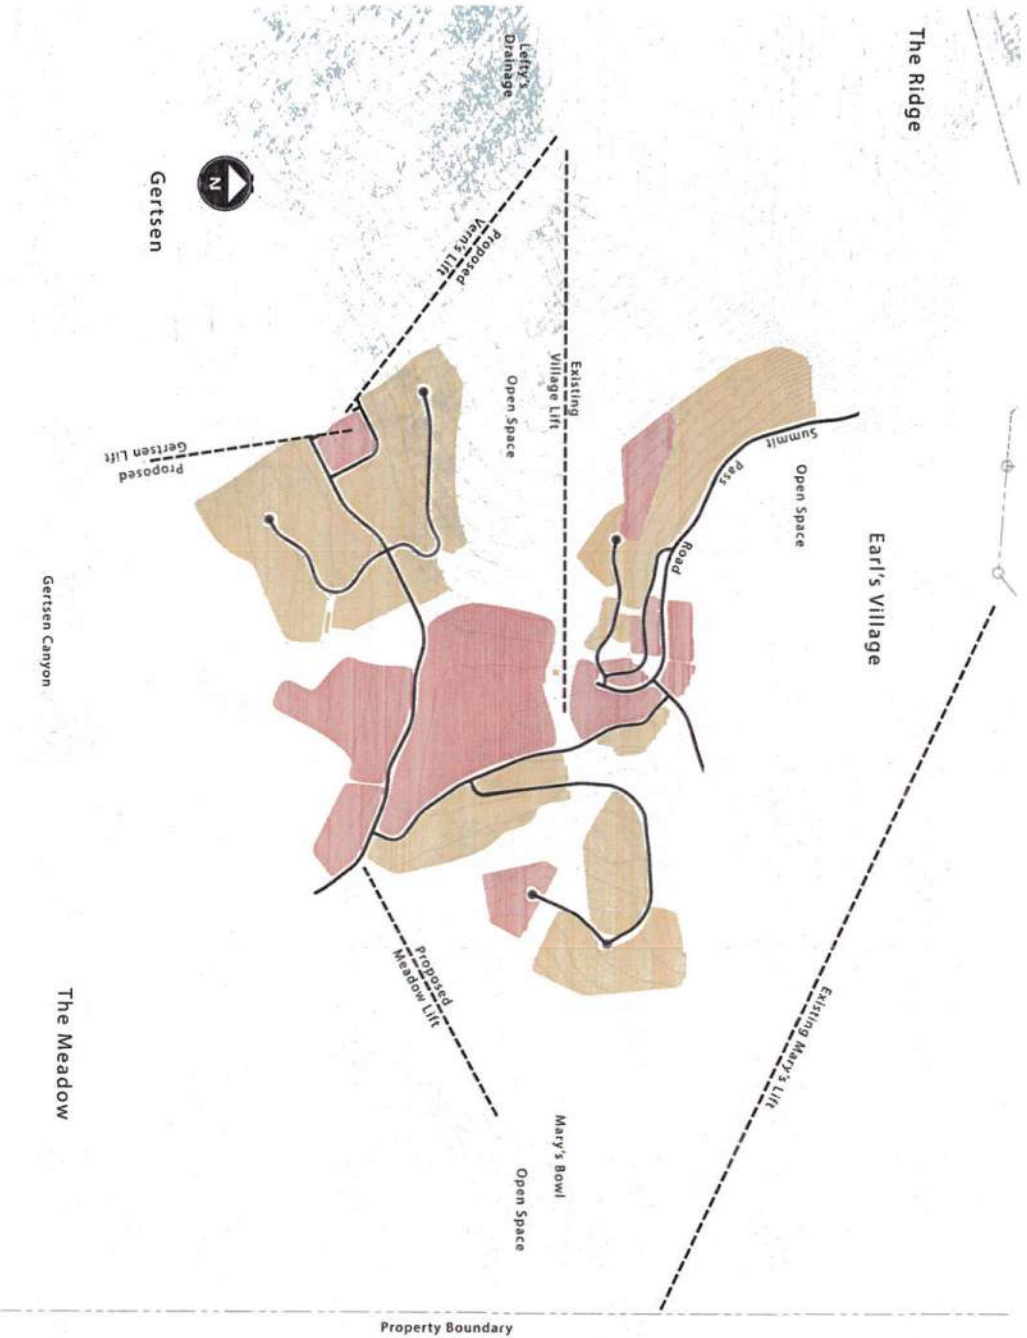 The Ridge
Lefty's
Drainage
N
Gertsen
Proposed
Vern's Lift
Existing
Village Lift
Open Space
Summit
Pass
Road
Open Space
Earl's Village
Proposed
Gertsen Lift
Gertsen Canyon
Proposed
Meadow Lift
The Meadow
Existing Mary's Lift
Mary's Bowl
Open Space
Property Boundary